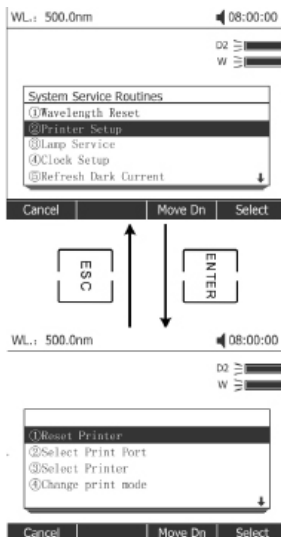 WL.: 500.0nm 08:00:00
D2
W
System Service Routines
①Wavelength Reset
②Printer Setup
③Lamp Service
④Clock Setup
⑤Refresh Dark Current
Cancel Move Dn Select
ESC ENTER
WL.: 500.0nm 08:00:00
D2
W
①Reset Printer
②Select Print Port
③Select Printer
④Change print mode
Cancel Move Dn Select